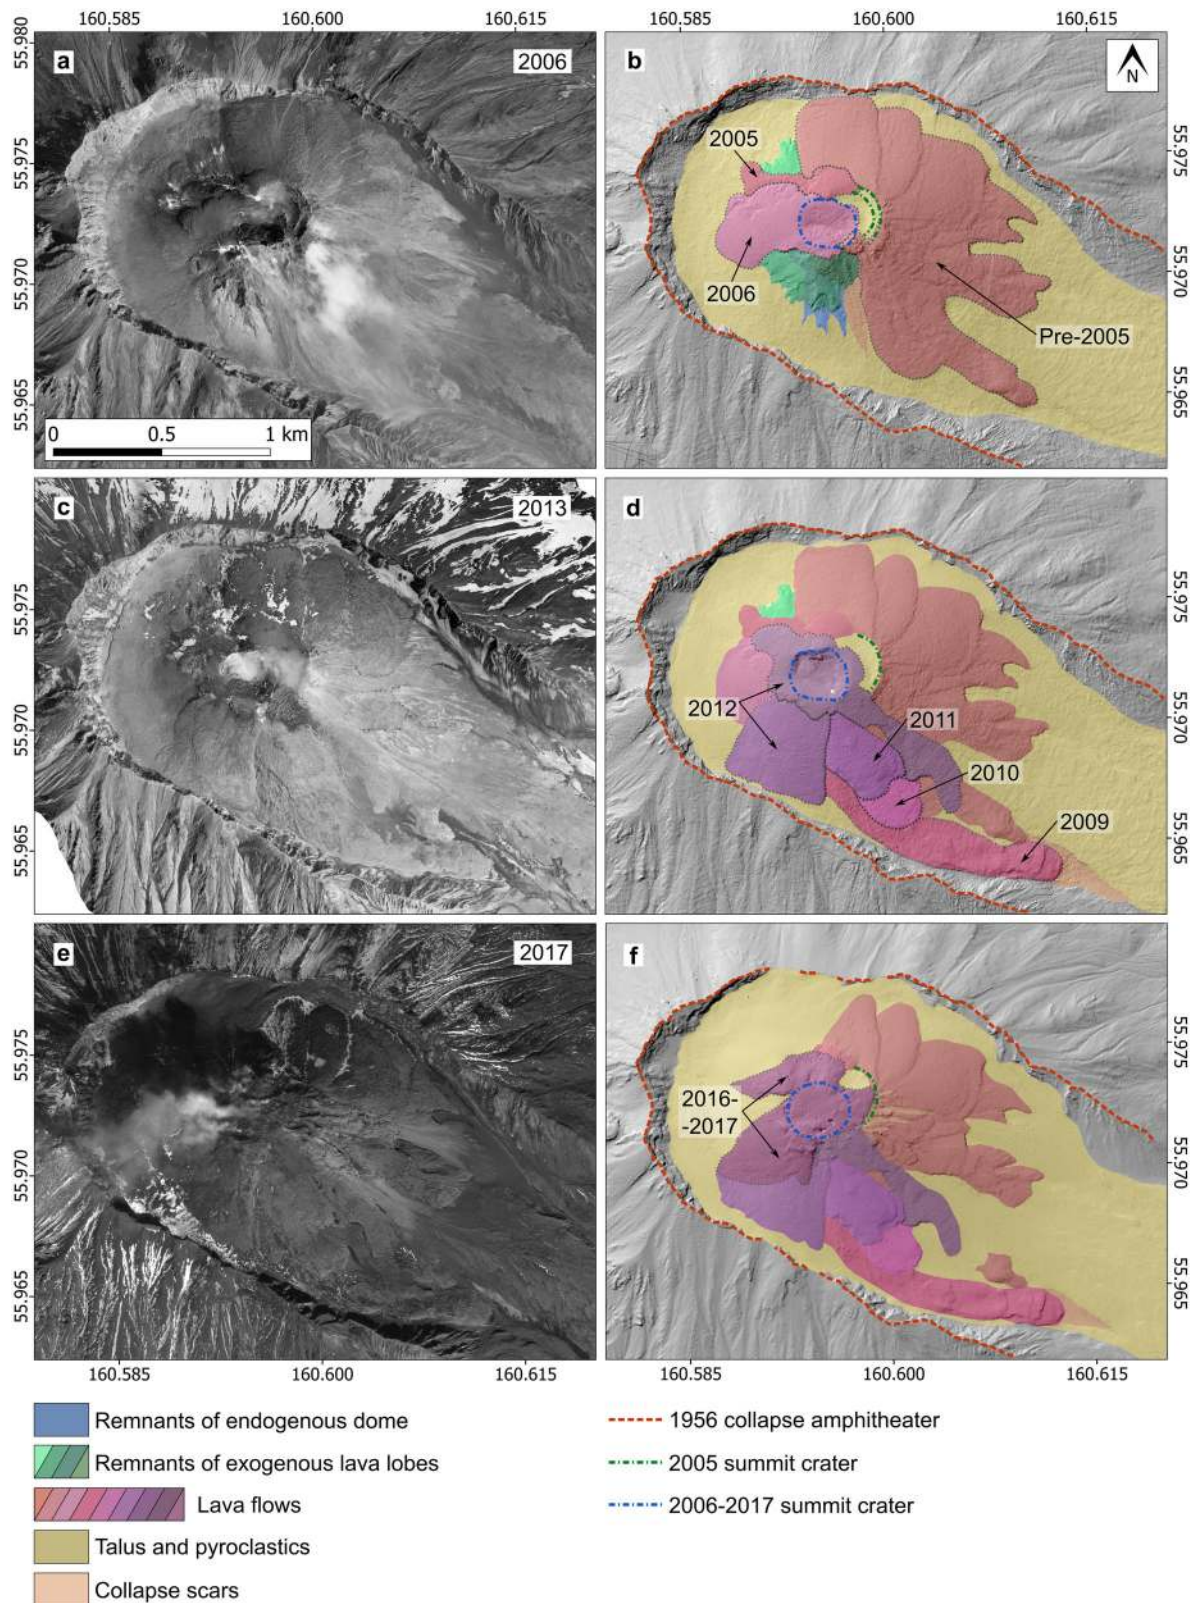 160.585 160.600 160.615 160.585 160.600 160.615
55.980
55.975
55.970
55.965
a
2006
0 0.5 1 km
b
N
2005
2006
Pre-2005
55.975
55.970
55.965
c
2013
55.975
55.970
55.965
d
2012
2011
2010
2009
55.975
55.970
55.965
e
2017
55.975
55.970
55.965
f
2016-
-2017
55.975
55.970
55.965
160.585 160.600 160.615 160.585 160.600 160.615
Remnants of endogenous dome
Remnants of exogenous lava lobes
Lava flows
Talus and pyroclastics
Collapse scars
1956 collapse amphitheater
2005 summit crater
2006-2017 summit crater